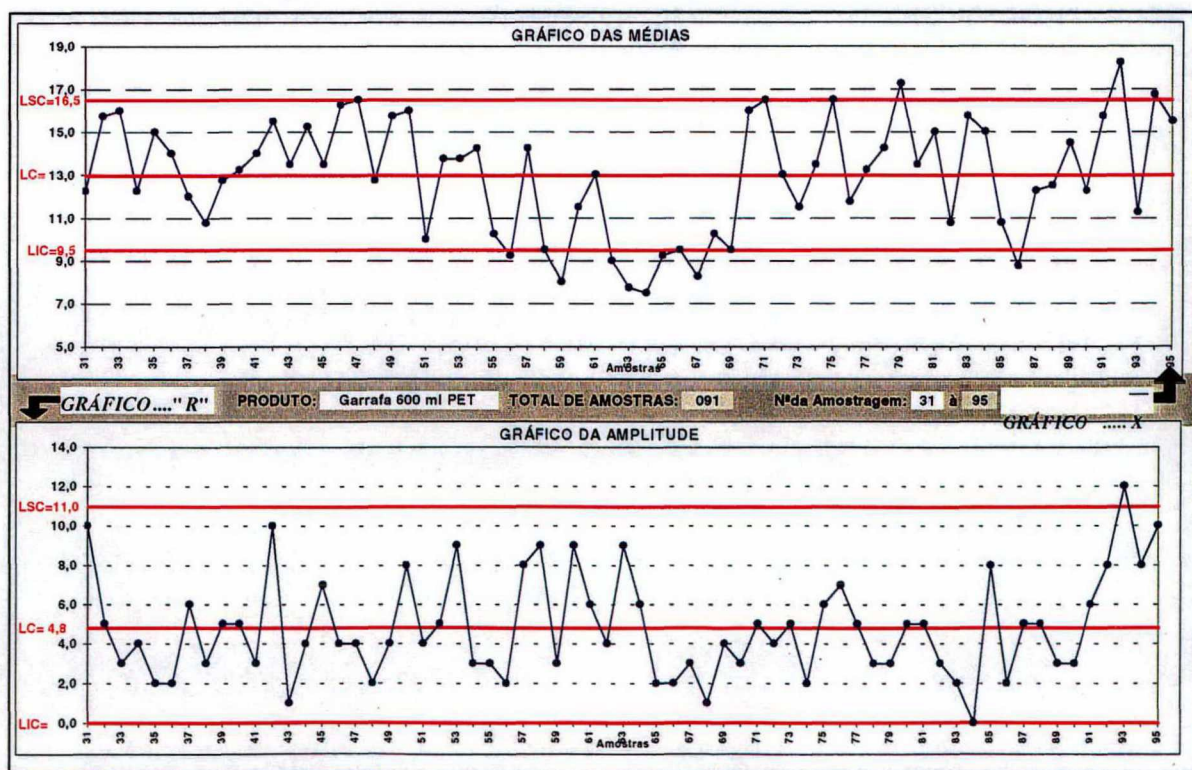 GRÁFICO DAS MÉDIAS
19,0
17,0
LSC=16,5
15,0
LC= 13,0
11,0
LIC=9,5
9,0
7,0
5,0
31 33 35 37 39 41 43 45 47 49 51 53 55 57 59 61 63 65 67 69 71 73 75 77 79 81 83 85 87 89 91 93 95
Amostras
GRÁFICO ...." R" PRODUTO: Garrafa 600 ml PET TOTAL DE AMOSTRAS: 091 Nºda Amostragem: 31 à 95
GRÁFICO ..... X
GRÁFICO DA AMPLITUDE
14,0
12,0
LSC=11,0
10,0
8,0
6,0
LC= 4,8
4,0
2,0
LIC= 0,0
31 33 35 37 39 41 43 45 47 49 51 53 55 57 59 61 63 65 67 69 71 73 75 77 79 81 83 85 87 89 91 93 95
Amostras